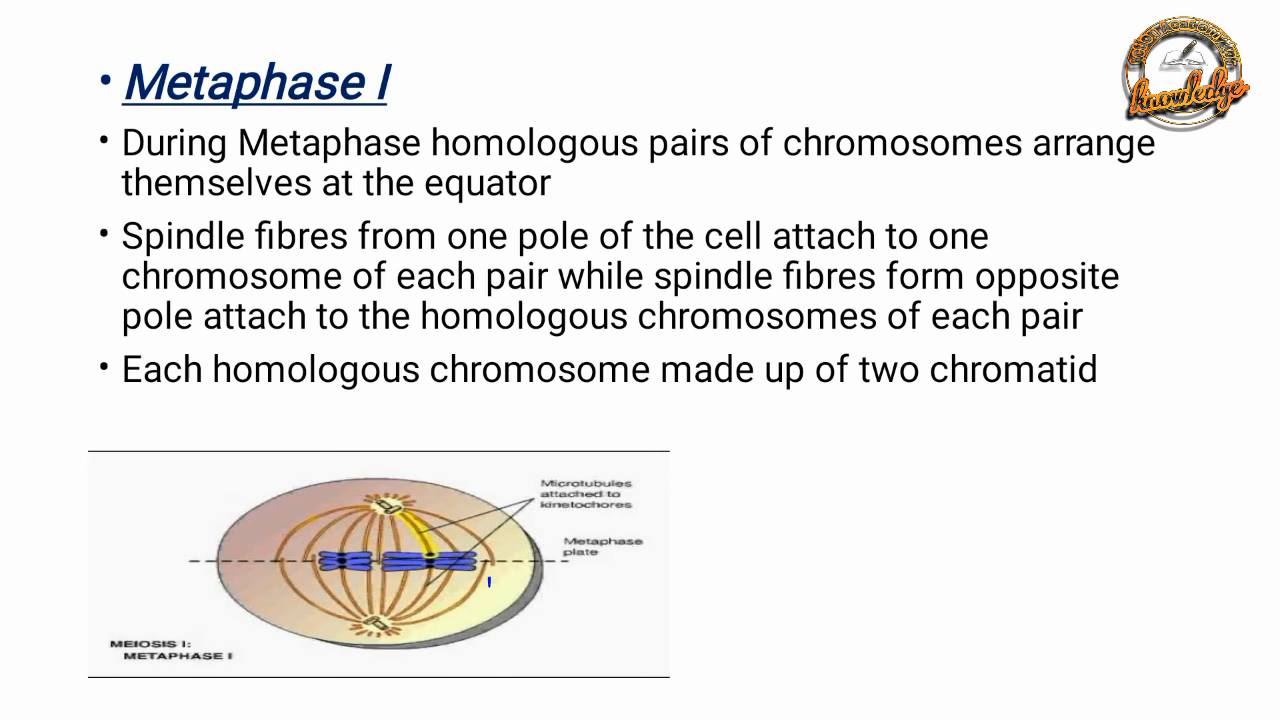 • Metaphase I
• During Metaphase homologous pairs of chromosomes arrange
themselves at the equator
• Spindle fibres from one pole of the cell attach to one
chromosome of each pair while spindle fibres form opposite
pole attach to the homologous chromosomes of each pair
• Each homologous chromosome made up of two chromatid
Microtubules
attached to
kinetochores
Metaphase
plate
MEIOSIS I:
METAPHASE I
knowledge